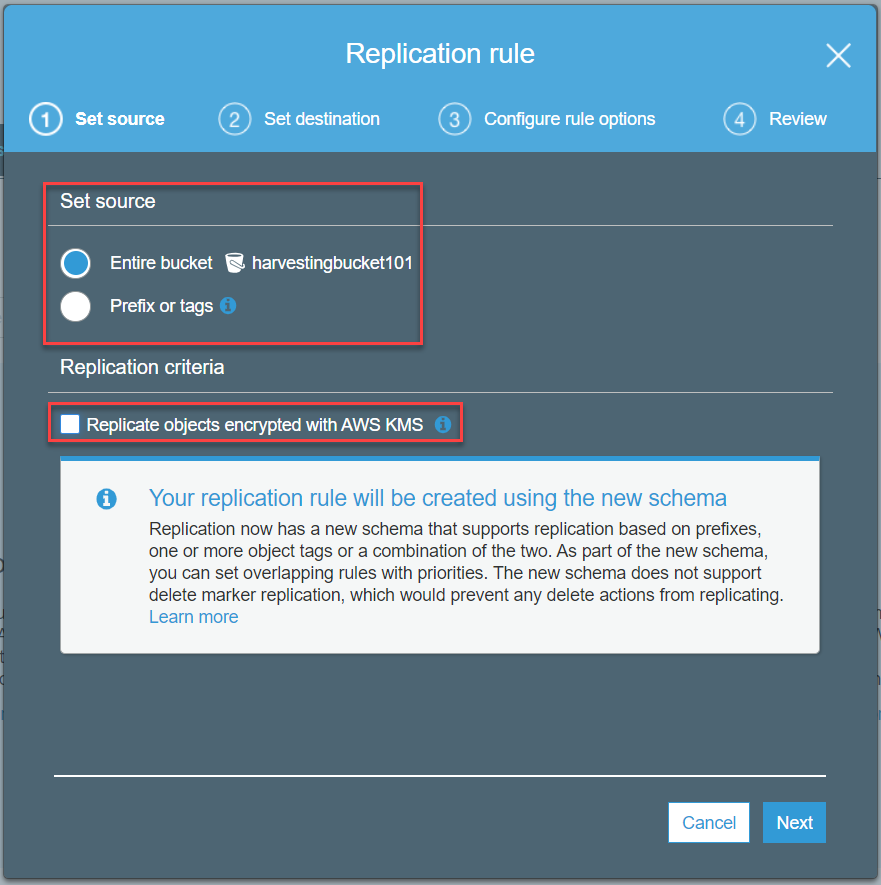 Replication rule
1 Set source 2 Set destination 3 Configure rule options 4 Review
Set source
Entire bucket harvestingbucket101
Prefix or tags
Replication criteria
Replicate objects encrypted with AWS KMS
Your replication rule will be created using the new schema
Replication now has a new schema that supports replication based on prefixes,
one or more object tags or a combination of the two. As part of the new schema,
you can set overlapping rules with priorities. The new schema does not support
delete marker replication, which would prevent any delete actions from replicating.
Learn more
Cancel Next